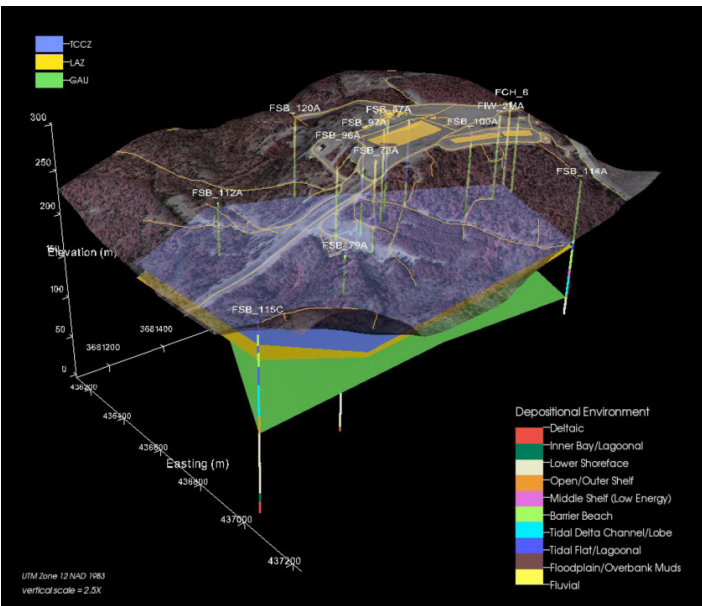 TCCZ
LAZ
GAU
300
250
200
150
100
50
0
Elevation (m)
FCH_6
FSB_120A
FSB_87A
FIW_2MA
FSB_97A
FSB_100A
FSB_96A
FSB_78A
FSB_114A
FSB_112A
FSB_79A
FSB_115C
3681400
3681200
436200
436400
436600
Easting (m)
436800
437000
437200
Depositional Environment
Deltaic
Inner Bay/Lagoonal
Lower Shoreface
Open/Outer Shelf
Middle Shelf (Low Energy)
Barrier Beach
Tidal Delta Channel/Lobe
Tidal Flat/Lagoonal
Floodplain/Overbank Muds
Fluvial
UTM Zone 12 NAD 1983
vertical scale = 2.5X